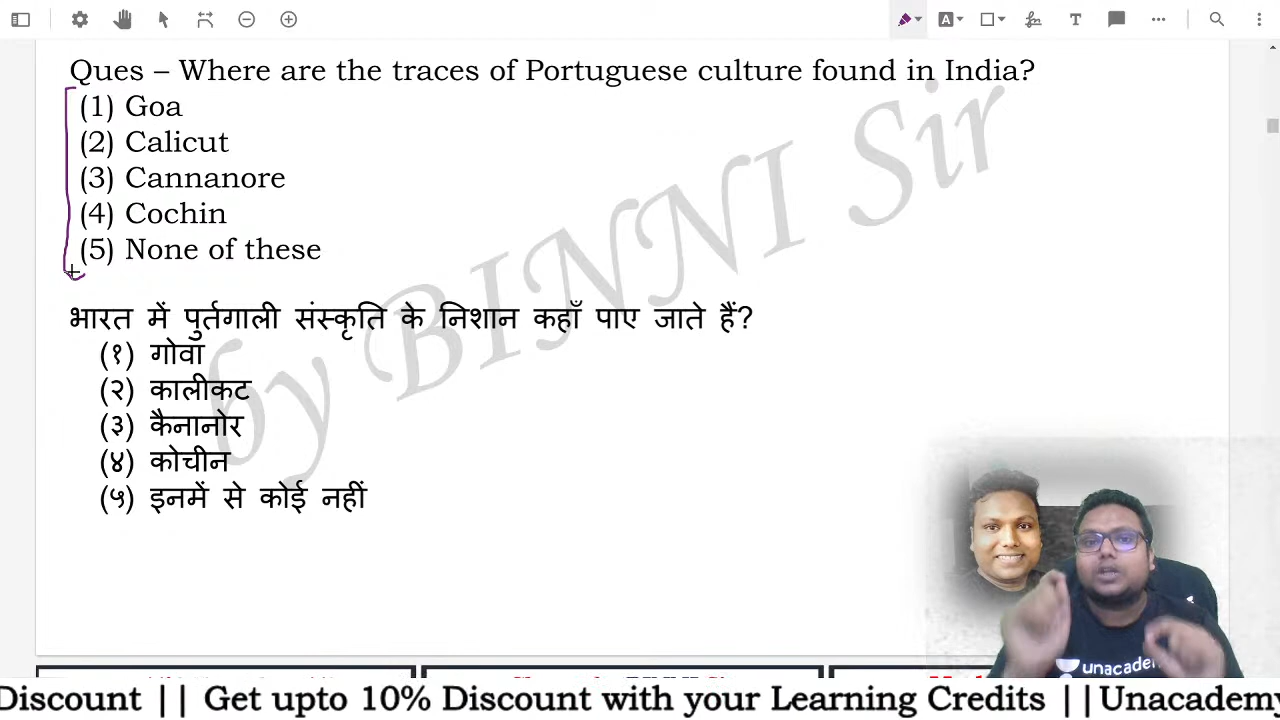 Ques – Where are the traces of Portuguese culture found in India?
(1) Goa
(2) Calicut
(3) Cannanore
(4) Cochin
(5) None of these
by BINNI Sir
भारत में पुर्तगाली संस्कृति के निशान कहाँ पाए जाते हैं?
(१) गोवा
(२) कालीकट
(३) कैनानोर
(४) कोचीन
(५) इनमें से कोई नहीं
unacademy
Discount || Get upto 10% Discount with your Learning Credits ||Unacademy